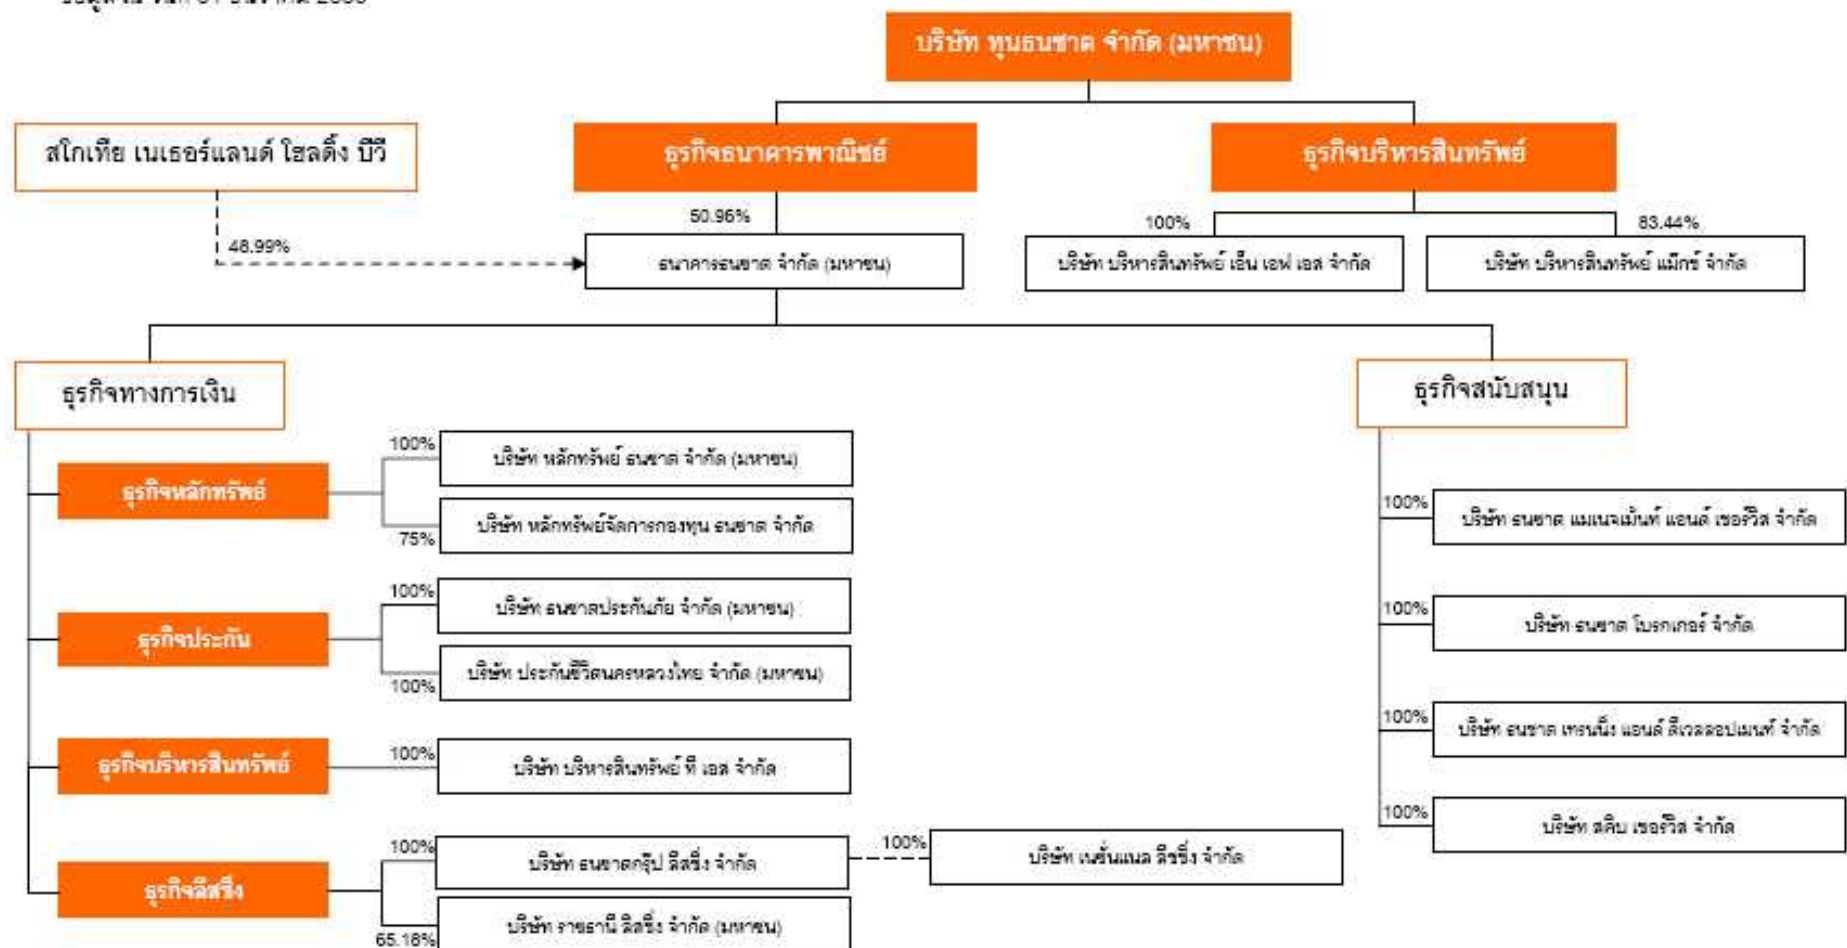 บริษัท ทุนธนชาต จำกัด (มหาชน)
สโกเทีย เนเธอร์แลนด์ โฮลดิ้ง บีวี
ธุรกิจธนาคารพาณิชย์
ธุรกิจบริหารสินทรัพย์
50.96%
100%
83.44%
48.99%
ธนาคารธนชาต จำกัด (มหาชน)
บริษัท บริหารสินทรัพย์ เอ็น เอฟ เอส จำกัด
บริษัท บริหารสินทรัพย์ แม๊กซ์ จำกัด
ธุรกิจทางการเงิน
ธุรกิจสนับสนุน
ธุรกิจหลักทรัพย์
100%
บริษัท หลักทรัพย์ ธนชาต จำกัด (มหาชน)
75%
บริษัท หลักทรัพย์จัดการกองทุน ธนชาต จำกัด
ธุรกิจประกัน
100%
บริษัท ธนชาตประกันภัย จำกัด (มหาชน)
100%
บริษัท ประกันชีวิตนครหลวงไทย จำกัด (มหาชน)
ธุรกิจบริหารสินทรัพย์
100%
บริษัท บริหารสินทรัพย์ ที เอส จำกัด
ธุรกิจลีสซิ่ง
100%
บริษัท ธนชาตกรุ๊ป ลีสซิ่ง จำกัด
100%
บริษัท เนชั่นแนล ลีซซิ่ง จำกัด
65.18%
บริษัท ราชธานี ลิสซิ่ง จำกัด (มหาชน)
100%
บริษัท ธนชาต แมเนจเม้นท์ แอนด์ เซอร์วิส จำกัด
100%
บริษัท ธนชาต โบรกเกอร์ จำกัด
100%
บริษัท ธนชาต เทรนนิ่ง แอนด์ ดีเวลลอปเมนท์ จำกัด
100%
บริษัท สคิบ เซอร์วิส จำกัด